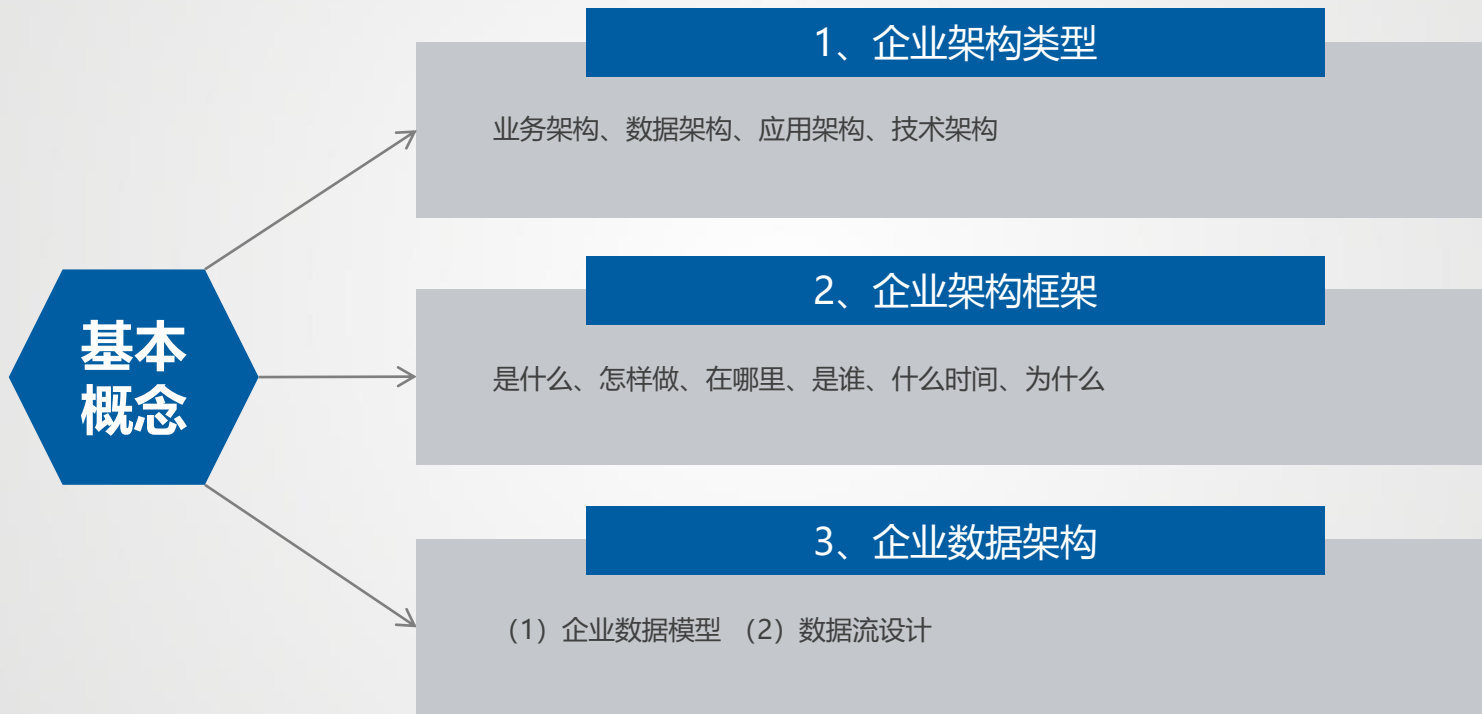 基本
概念
1、企业架构类型
业务架构、数据架构、应用架构、技术架构
2、企业架构框架
是什么、怎样做、在哪里、是谁、什么时间、为什么
3、企业数据架构
（1）企业数据模型 （2）数据流设计